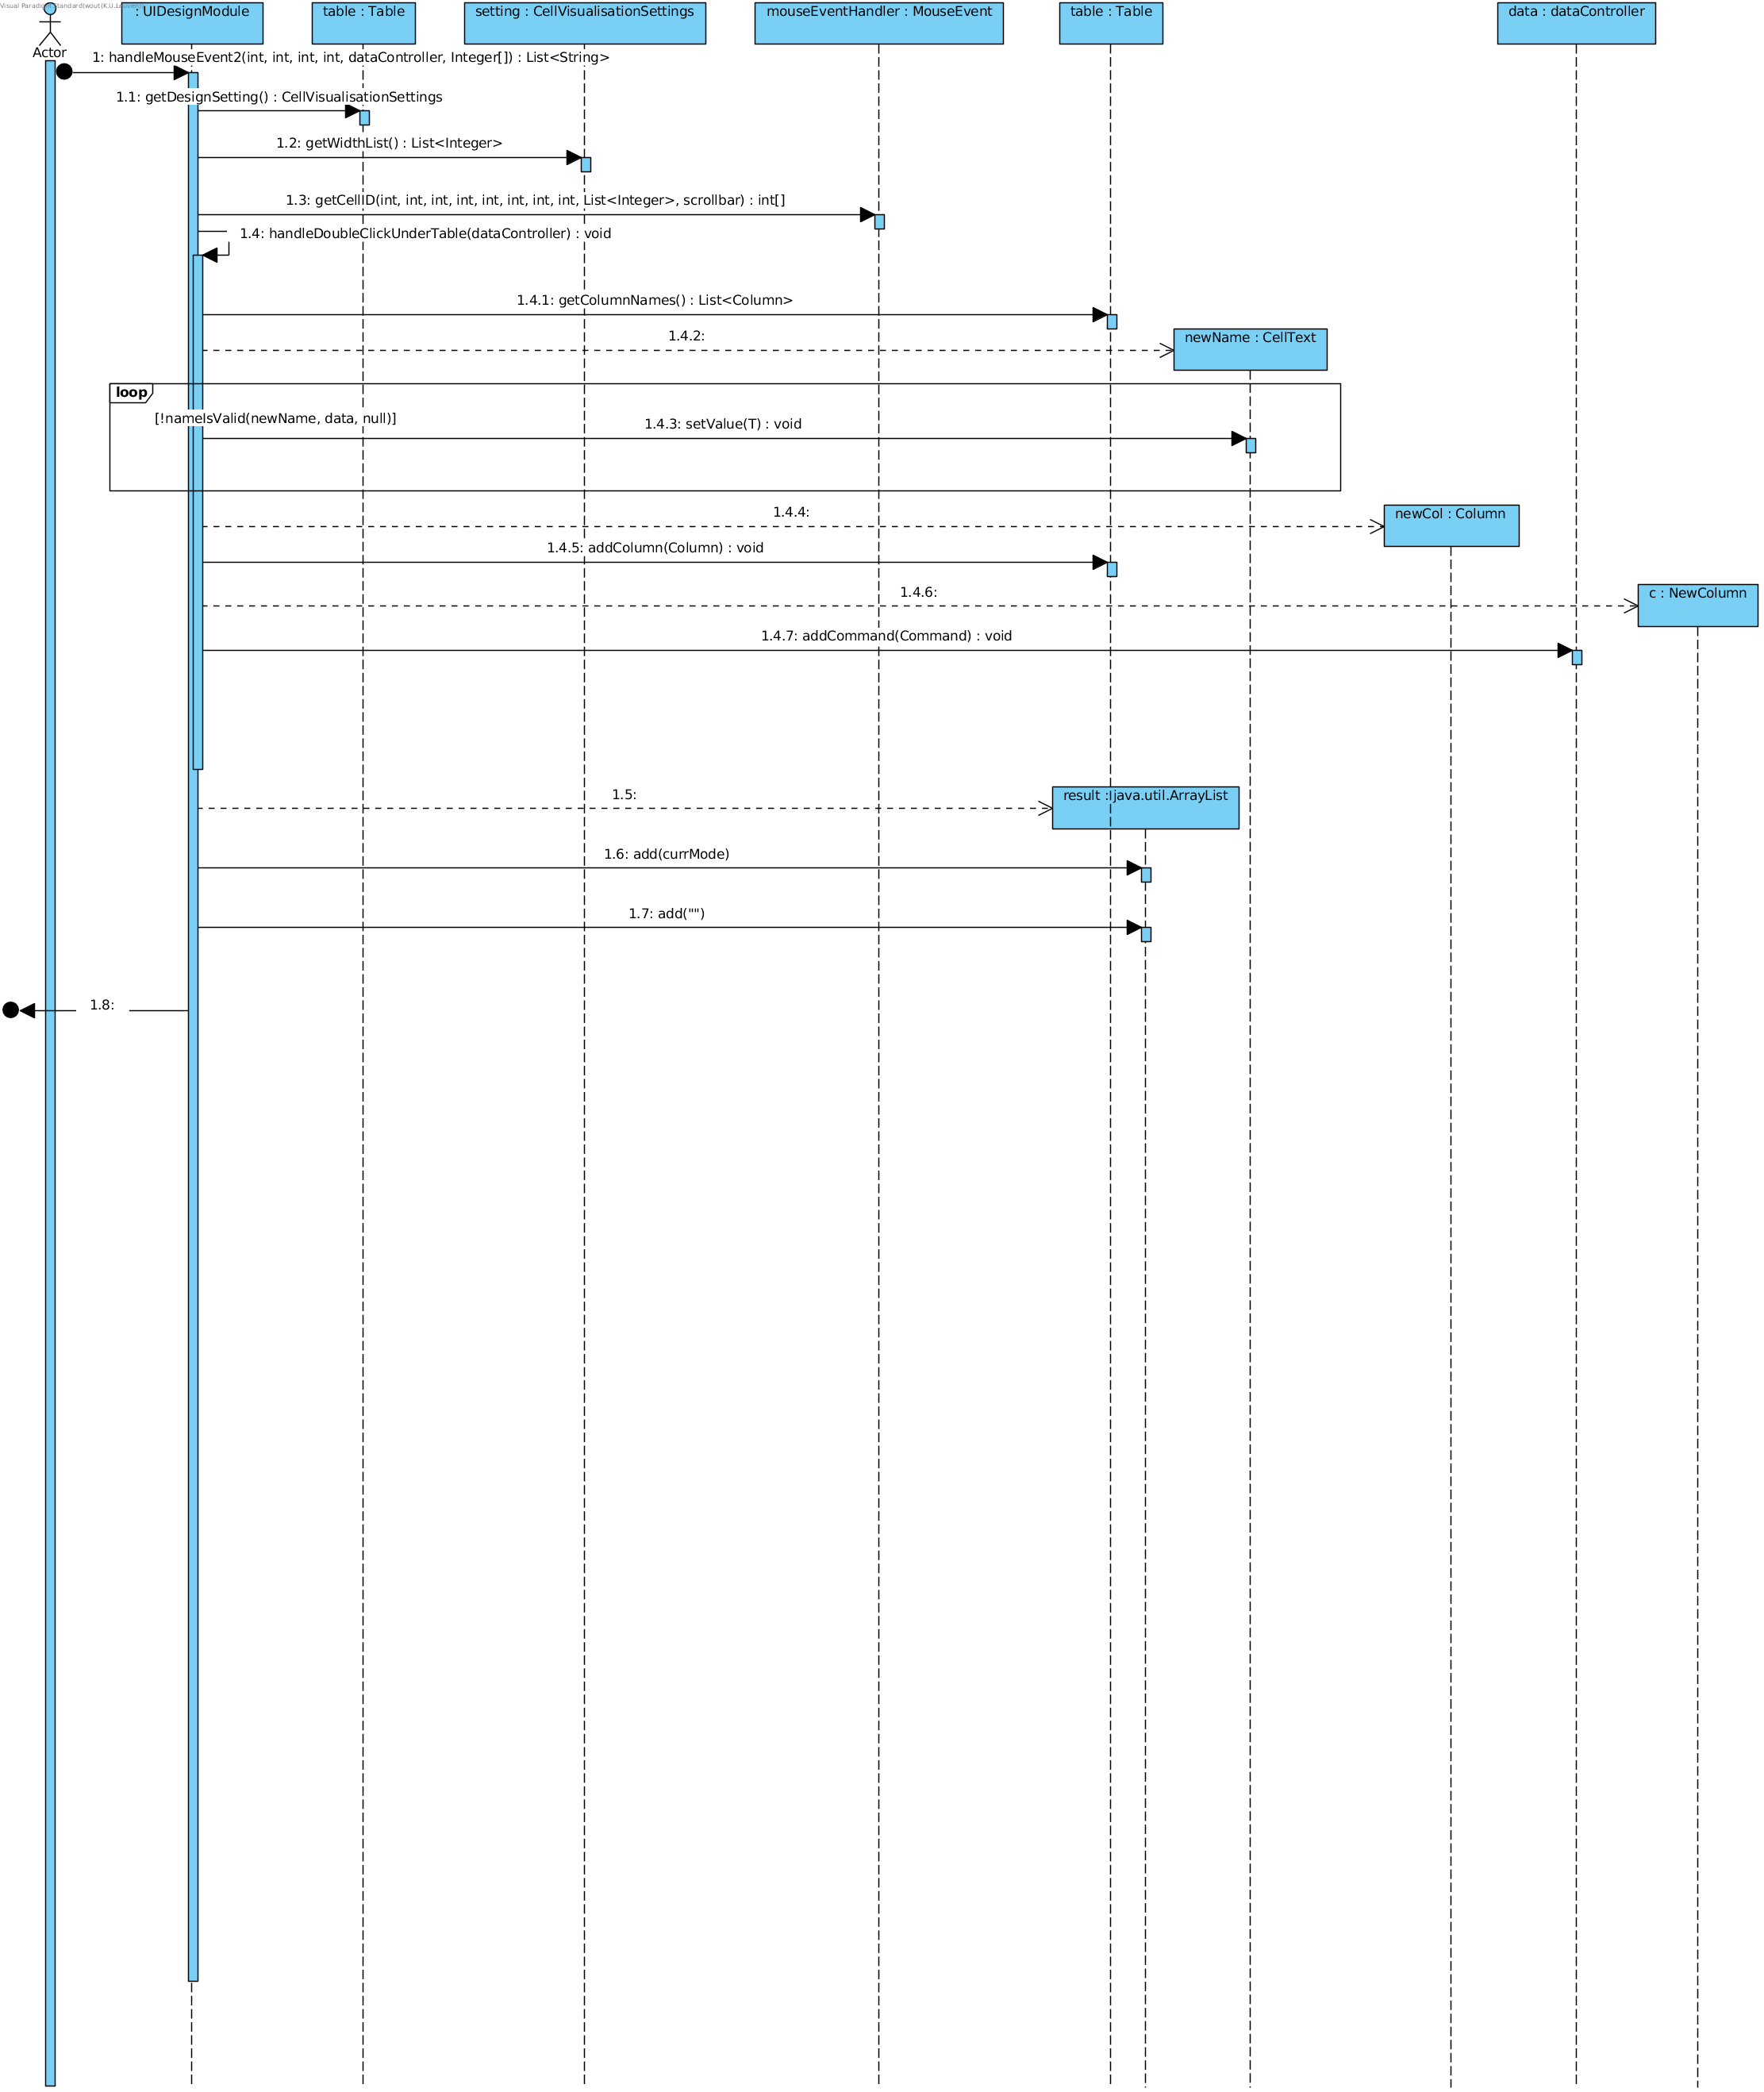 Visual Paradigm Standard(wout(K.U.Leuven))
Actor
: UIDesignModule
table : Table
setting : CellVisualisationSettings
mouseEventHandler : MouseEvent
table : Table
data : dataController
1: handleMouseEvent2(int, int, int, int, dataController, Integer[]) : List<String>
1.1: getDesignSetting() : CellVisualisationSettings
1.2: getWidthList() : List<Integer>
1.3: getCellID(int, int, int, int, int, int, int, int, List<Integer>, scrollbar) : int[]
1.4: handleDoubleClickUnderTable(dataController) : void
1.4.1: getColumnNames() : List<Column>
1.4.2:
newName : CellText
loop
[!nameIsValid(newName, data, null)]
1.4.3: setValue(T) : void
1.4.4:
newCol : Column
1.4.5: addColumn(Column) : void
1.4.6:
c : NewColumn
1.4.7: addCommand(Command) : void
1.5:
result : java.util.ArrayList
1.6: add(currMode)
1.7: add("")
1.8: